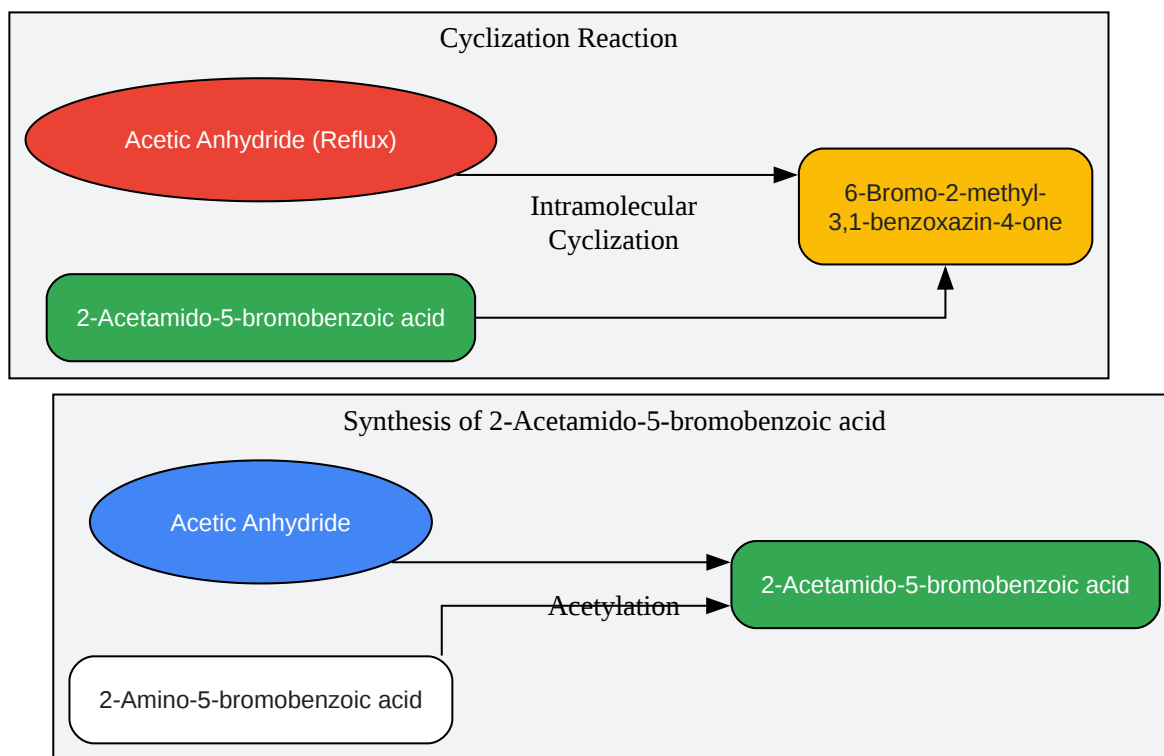 Cyclization Reaction
Acetic Anhydride (Reflux)
Intramolecular
Cyclization
6-Bromo-2-methyl-
3,1-benzoxazin-4-one
2-Acetamido-5-bromobenzoic acid
Synthesis of 2-Acetamido-5-bromobenzoic acid
Acetic Anhydride
Acetylation
2-Acetamido-5-bromobenzoic acid
2-Amino-5-bromobenzoic acid